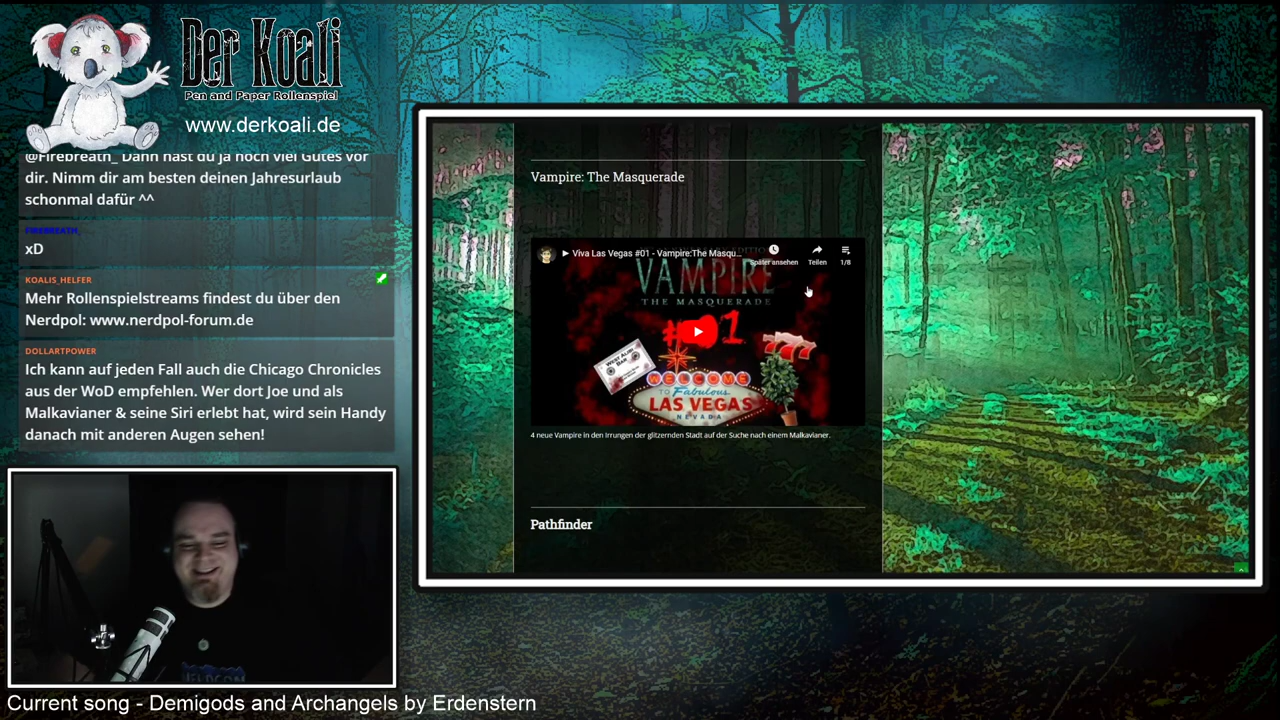 Der Koali
Pen and Paper Rollenspiel
www.derkoali.de
@Firebreath_ Dann hast du ja noch viel Gutes vor
dir. Nimm dir am besten deinen Jahresurlaub
schonmal dafür ^^
FIREBREATH_
xD
KOALIS_HELFER
Mehr Rollenspielstreams findest du über den
Nerdpol: www.nerdpol-forum.de
DOLLARTPOWER
Ich kann auf jeden Fall auch die Chicago Chronicles
aus der WoD empfehlen. Wer dort Joe und als
Malkavianer & seine Siri erlebt hat, wird sein Handy
danach mit anderen Augen sehen!
Vampire: The Masquerade
► Viva Las Vegas #01 - Vampire:The Masqu...
Später ansehen
Teilen
1/8
VAMPIRE
THE MASQUERADE
#01
WELCOME
TO Fabulous
LAS VEGAS
NEVADA
4 neue Vampire in den Irrungen der glitzernden Stadt auf der Suche nach einem Malkavianer.
Pathfinder
Current song - Demigods and Archangels by Erdenstern